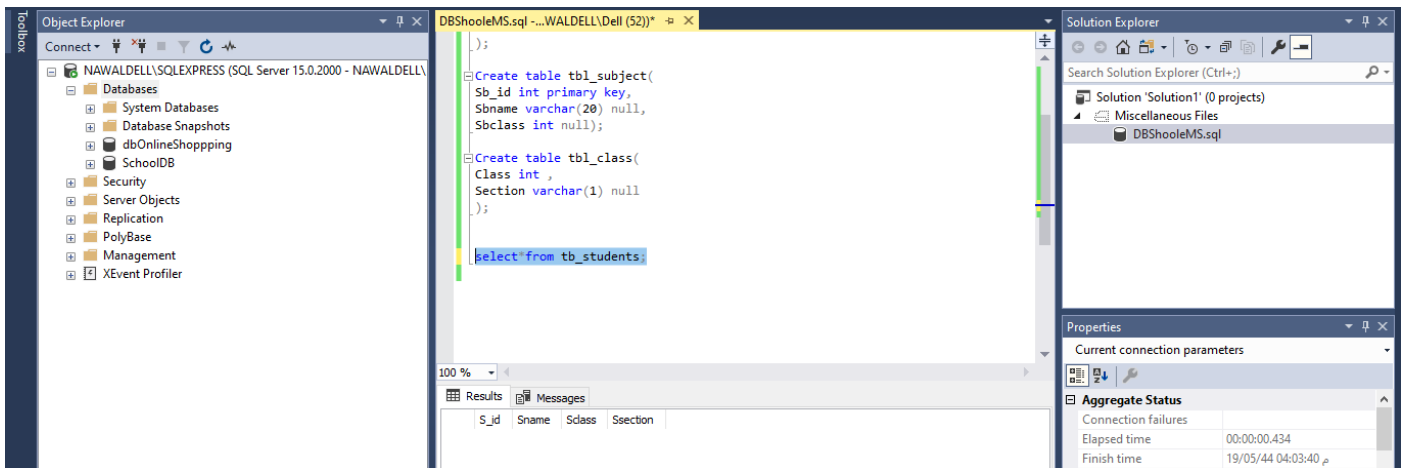 Toolbox
Object Explorer
Connect
NAWALDELL\SQLEXPRESS (SQL Server 15.0.2000 - NAWALDELL\
Databases
System Databases
Database Snapshots
dbOnlineShoppping
SchoolDB
Security
Server Objects
Replication
PolyBase
Management
XEvent Profiler
DBShooleMS.sql -...WALDELL\Dell (52))*
);
Create table tbl_subject(
Sb_id int primary key,
Sbname varchar(20) null,
Sbclass int null);
Create table tbl_class(
Class int ,
Section varchar(1) null
);
select*from tb_students;
100 %
Results Messages
S_id Sname Sclass Ssection
Solution Explorer
Search Solution Explorer (Ctrl+;)
Solution 'Solution1' (0 projects)
Miscellaneous Files
DBShooleMS.sql
Properties
Current connection parameters
Aggregate Status
Connection failures
Elapsed time 00:00:00.434
Finish time 19/05/44 04:03:40 م